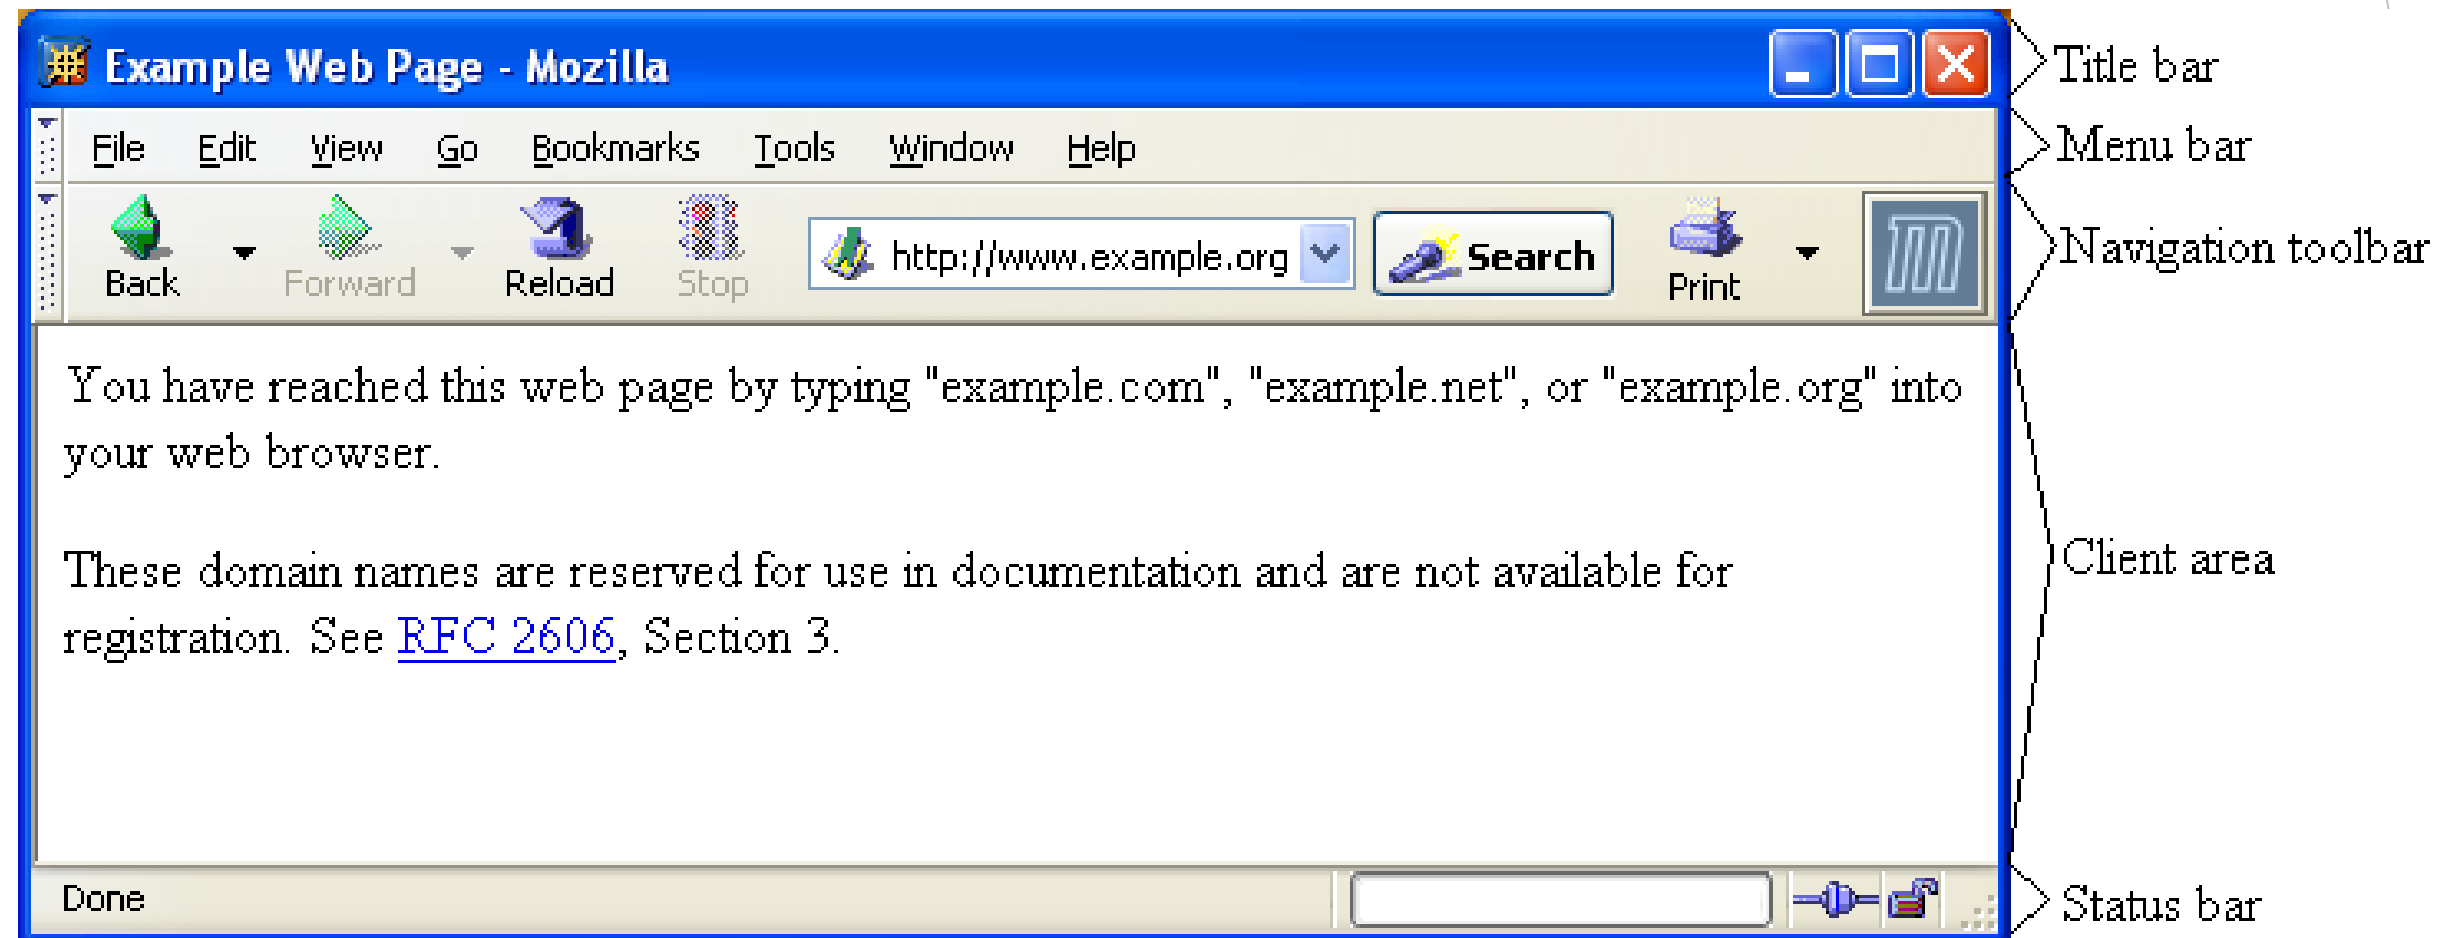 Example Web Page - Mozilla
Title bar
File Edit View Go Bookmarks Tools Window Help
Menu bar
Back Forward Reload Stop http://www.example.org Search Print
Navigation toolbar
You have reached this web page by typing "example.com", "example.net", or "example.org" into
your web browser.
These domain names are reserved for use in documentation and are not available for
registration. See RFC 2606, Section 3.
Client area
Done
Status bar